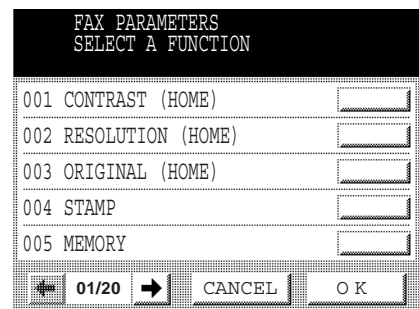 FAX PARAMETERS
SELECT A FUNCTION
001 CONTRAST (HOME)
002 RESOLUTION (HOME)
003 ORIGINAL (HOME)
004 STAMP
005 MEMORY
01/20 CANCEL OK